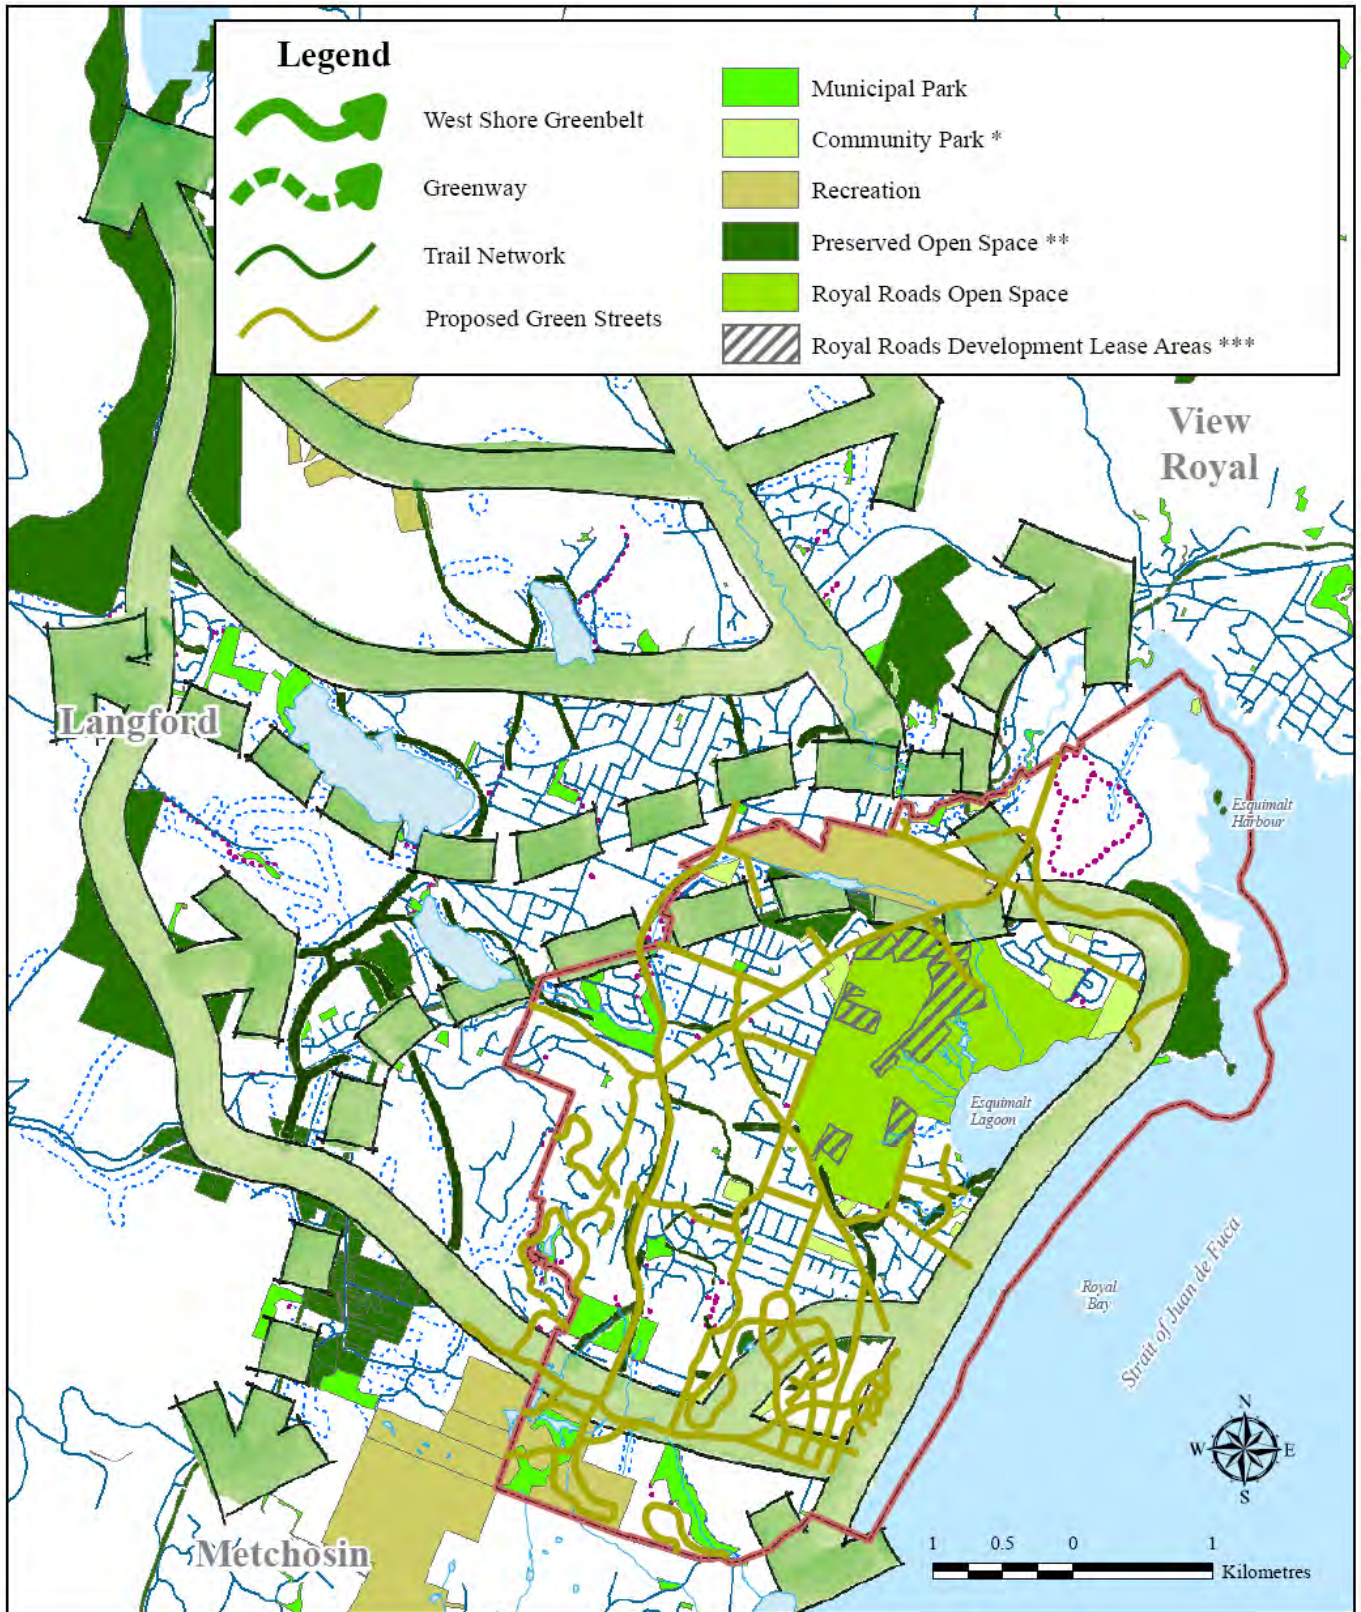 Legend
West Shore Greenbelt
Greenway
Trail Network
Proposed Green Streets
Municipal Park
Community Park *
Recreation
Preserved Open Space **
Royal Roads Open Space
Royal Roads Development Lease Areas ***
View
Royal
Langford
Esquimalt
Harbour
Esquimalt
Lagoon
Royal
Bay
Strait of Juan de Fuca
Metchosin
N
W
E
S
1 0.5 0 1
Kilometres